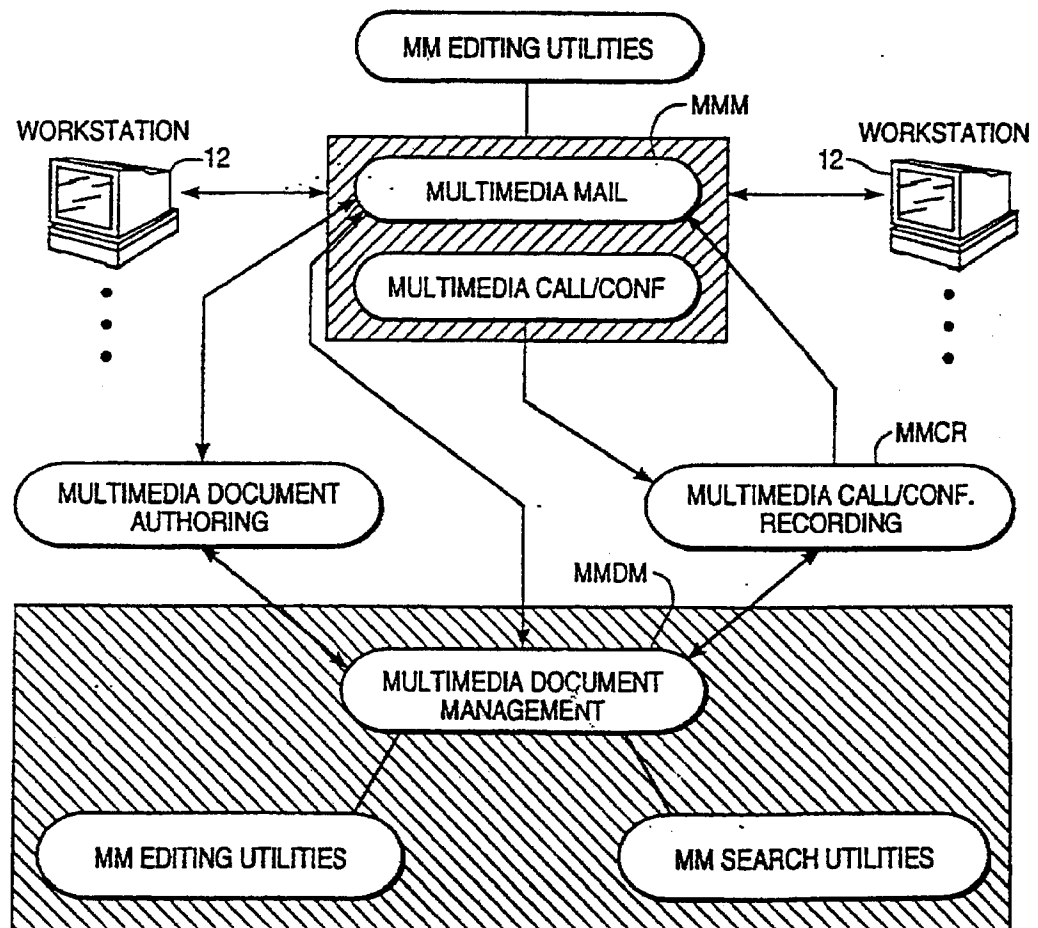 MM EDITING UTILITIES
MMM
WORKSTATION
12
WORKSTATION
12
MULTIMEDIA MAIL
MULTIMEDIA CALL/CONF
MMCR
MULTIMEDIA DOCUMENT
AUTHORING
MULTIMEDIA CALL/CONF.
RECORDING
MMDM
MULTIMEDIA DOCUMENT
MANAGEMENT
MM EDITING UTILITIES
MM SEARCH UTILITIES